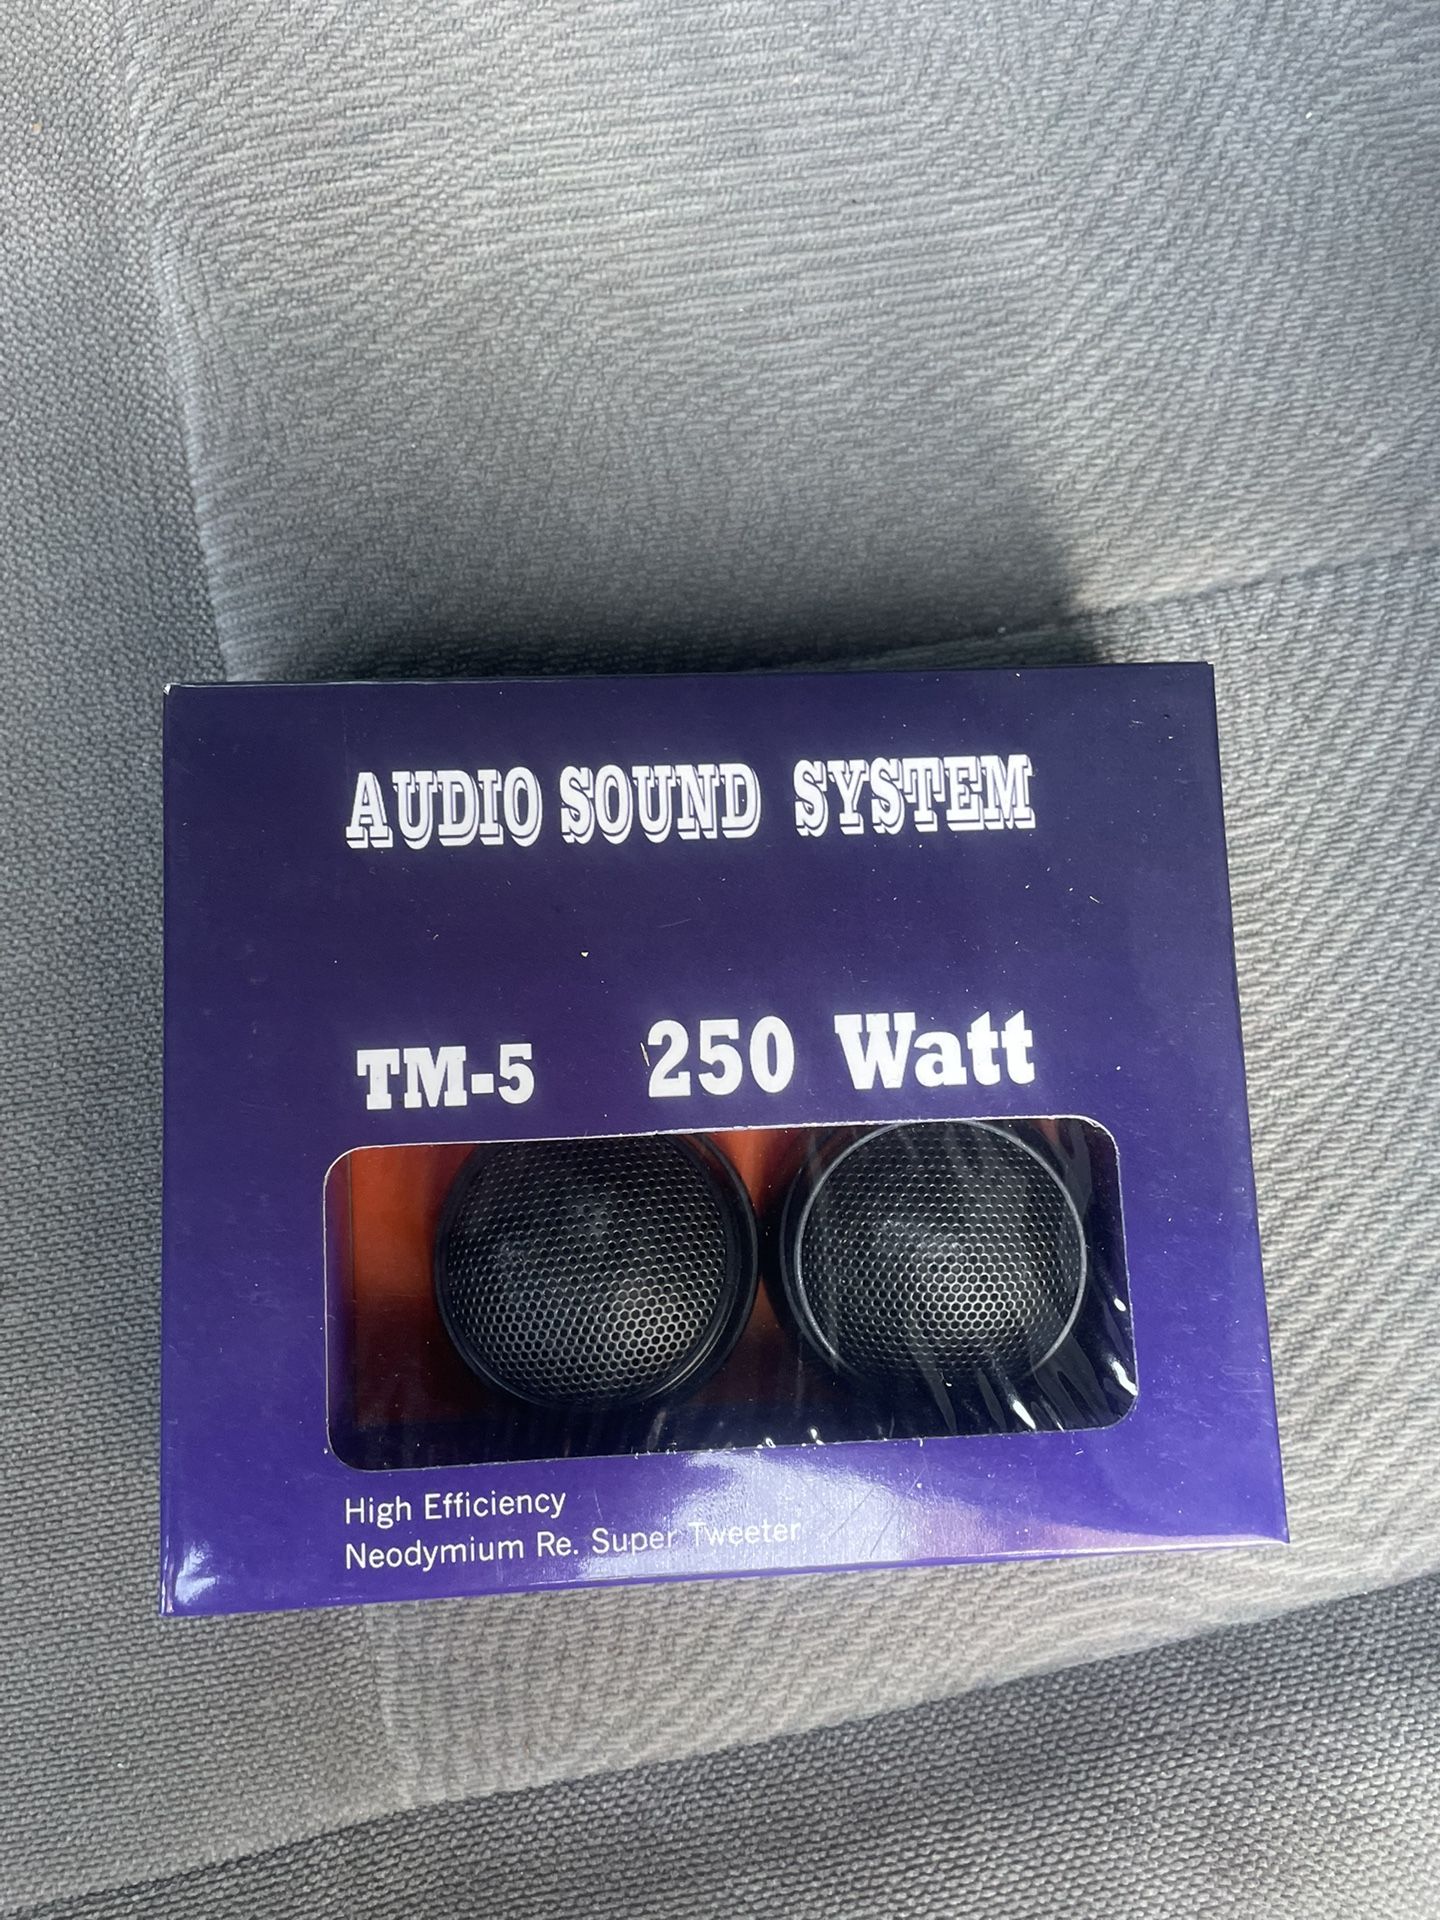 AUDIO SOUND SYSTEM
TM-5 250 Watt
High Efficiency
Neodymium Re. Super Tweeter